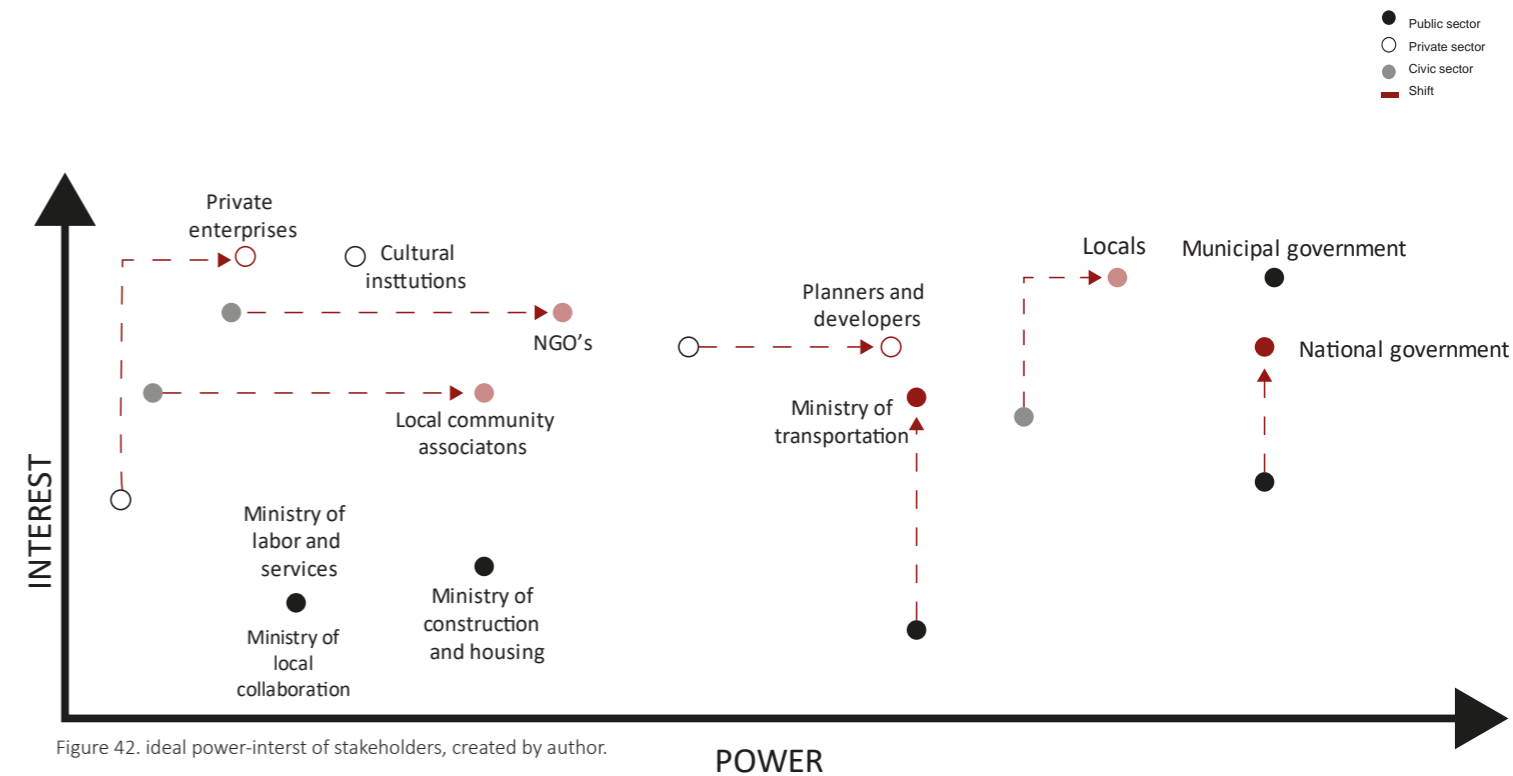 Public sector
Private sector
Civic sector
Shift
Private
enterprises
Cultural
insttutions
NGO's
Local community
associatons
Planners and
developers
Ministry of
transportation
Locals
Municipal government
National government
Ministry of
labor and
services
Ministry of
local
collaboration
Ministry of
construction
and housing
INTEREST
POWER
Figure 42. ideal power-interst of stakeholders, created by author.